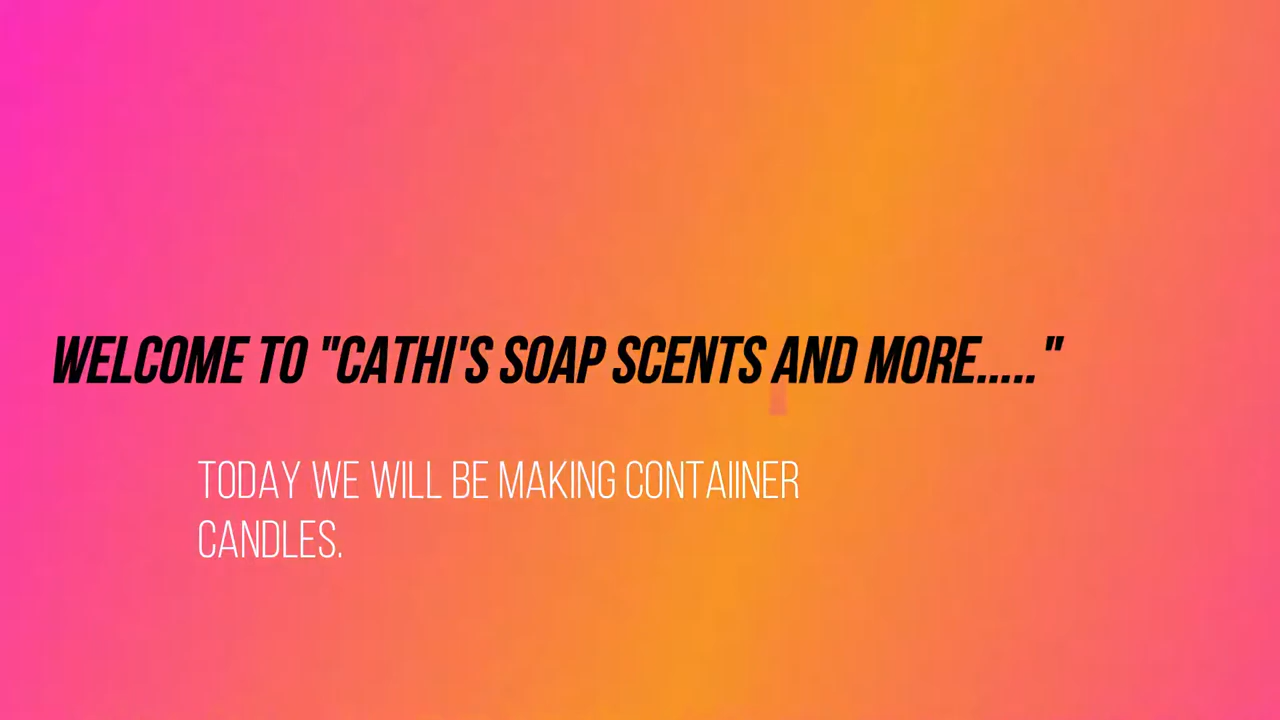 WELCOME TO "CATHI'S SOAP SCENTS AND MORE....."
TODAY WE WILL BE MAKING CONTAIINER
CANDLES.